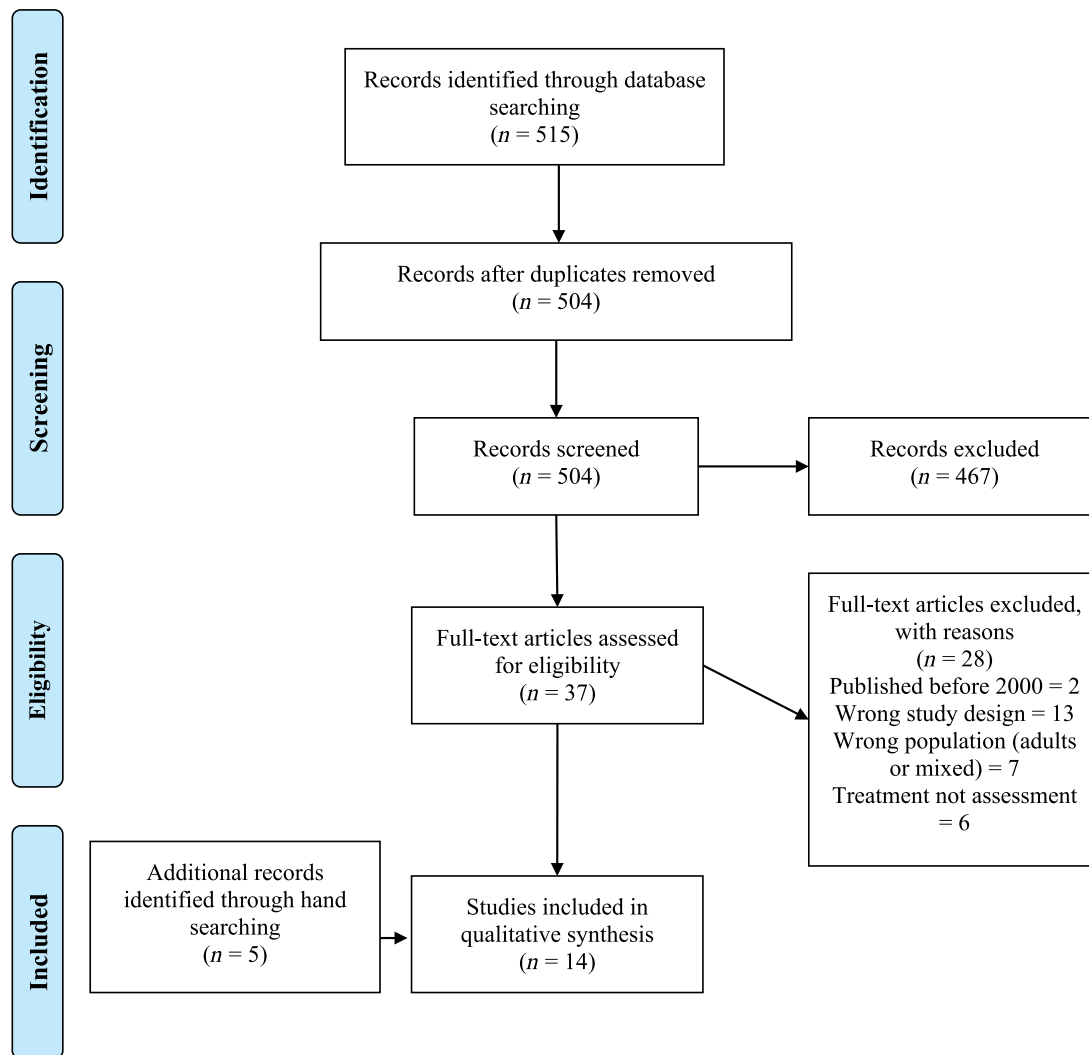 Identification
Records identified through database
searching
(n = 515)
Records after duplicates removed
(n = 504)
Screening
Records screened
(n = 504)
Records excluded
(n = 467)
Eligibility
Full-text articles assessed
for eligibility
(n = 37)
Full-text articles excluded,
with reasons
(n = 28)
Published before 2000 = 2
Wrong study design = 13
Wrong population (adults
or mixed) = 7
Treatment not assessment
= 6
Included
Additional records
identified through hand
searching
(n = 5)
Studies included in
qualitative synthesis
(n = 14)